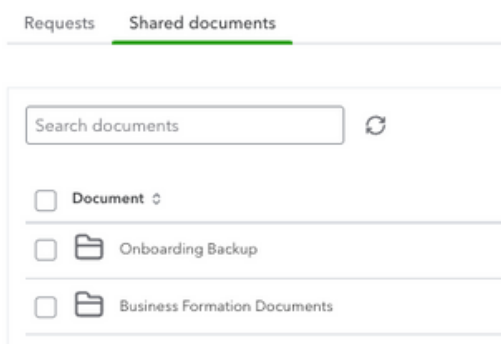 Requests Shared documents
Search documents
Document
Onboarding Backup
Business Formation Documents